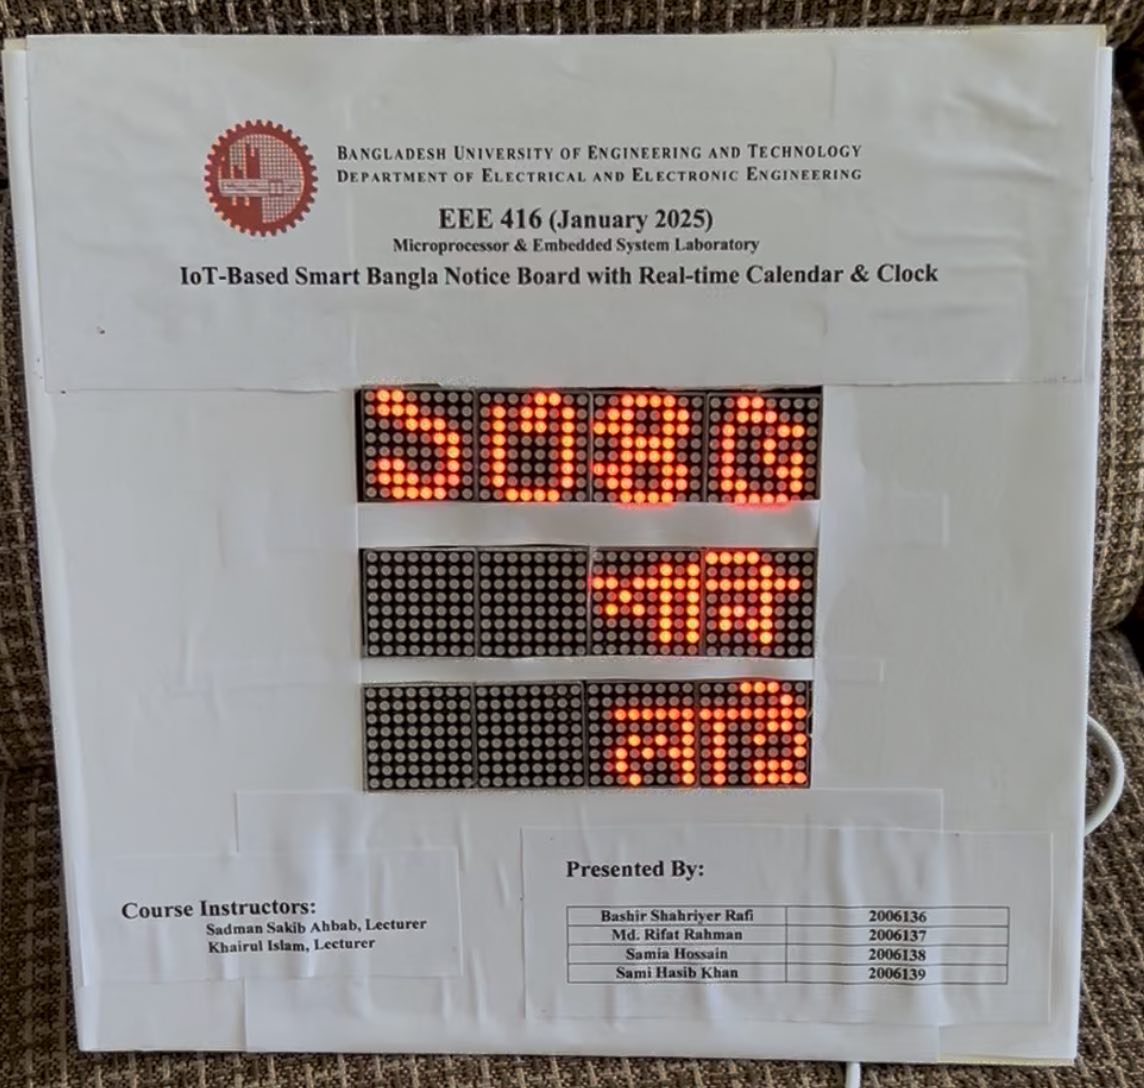 BANGLADESH UNIVERSITY OF ENGINEERING AND TECHNOLOGY
DEPARTMENT OF ELECTRICAL AND ELECTRONIC ENGINEERING
EEE 416 (January 2025)
Microprocessor & Embedded System Laboratory
IoT-Based Smart Bangla Notice Board with Real-time Calendar & Clock
১০৪৫
শনি
Course Instructors:
Sadman Sakib Ahbab, Lecturer
Khairul Islam, Lecturer
Presented By:
Bashir Shahriyer Rafi 2006136
Md. Rifat Rahman 2006137
Samia Hossain 2006138
Sami Hasib Khan 2006139